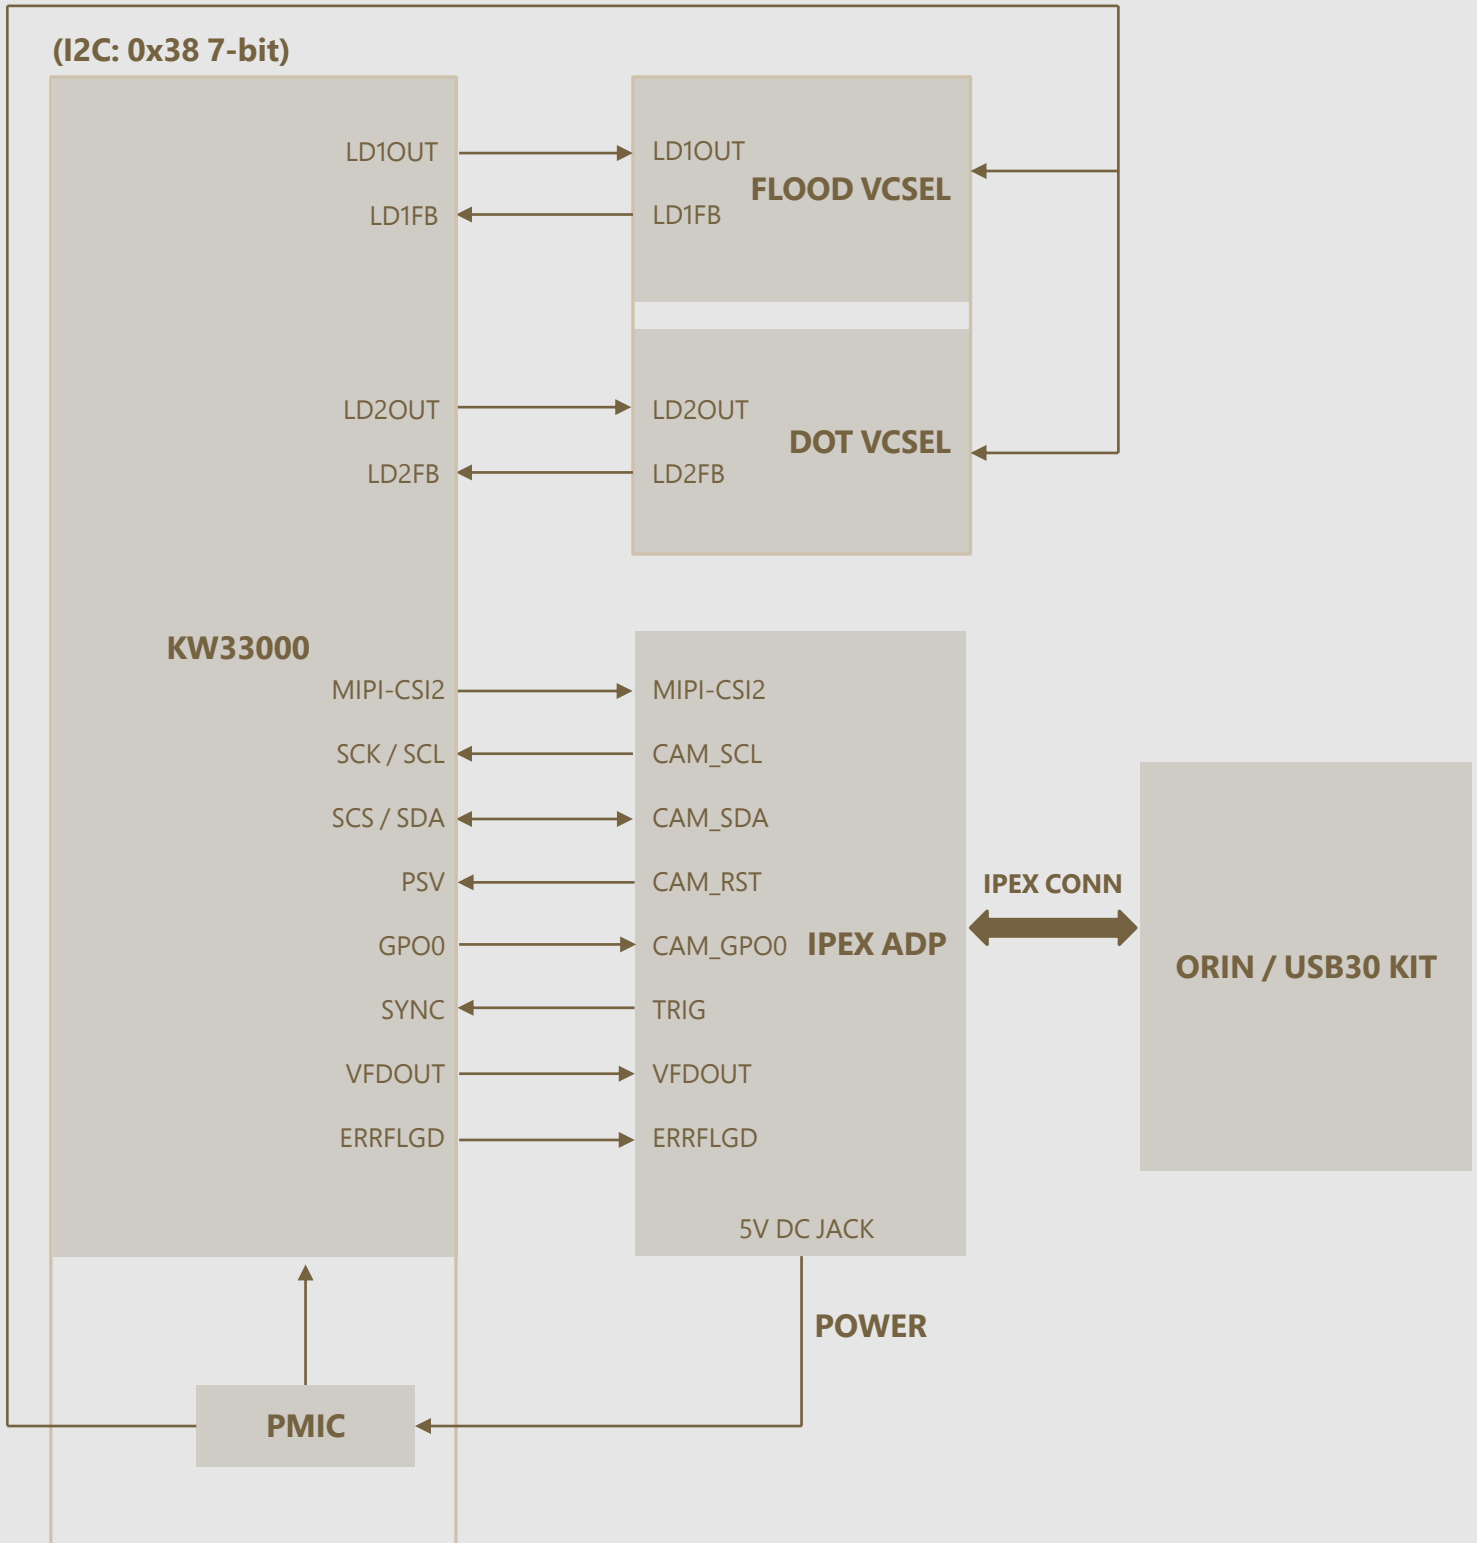 (I2C: 0x38 7-bit)
LD1OUT
LD1FB
LD2OUT
LD2FB
KW33000
MIPI-CSI2
SCK / SCL
SCS / SDA
PSV
GPO0
SYNC
VFDOUT
ERRFLGD
LD1OUT
FLOOD VCSEL
LD1FB
LD2OUT
DOT VCSEL
LD2FB
MIPI-CSI2
CAM_SCL
CAM_SDA
CAM_RST
CAM_GPO0
IPEX ADP
TRIG
VFDOUT
ERRFLGD
5V DC JACK
IPEX CONN
ORIN / USB30 KIT
POWER
PMIC